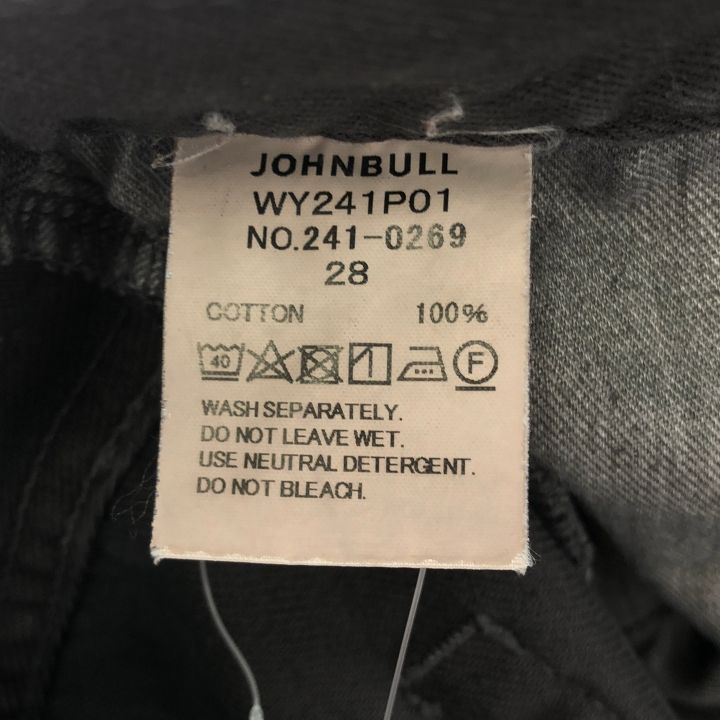 JOHNBULL
WY241P01
NO.241-0269
28
COTTON 100%
40 F
WASH SEPARATELY.
DO NOT LEAVE WET.
USE NEUTRAL DETERGENT.
DO NOT BLEACH.